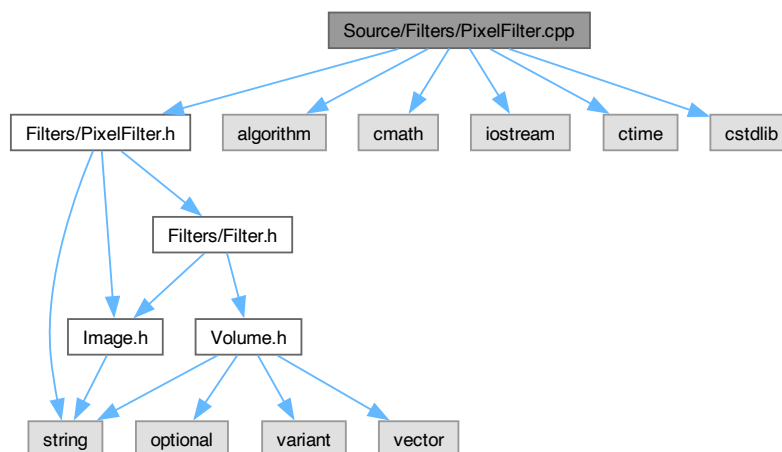 Source/Filters/PixelFilter.cpp
Filters/PixelFilter.h
algorithm
cmath
iostream
ctime
cstdlib
Filters/Filter.h
Image.h
Volume.h
string
optional
variant
vector